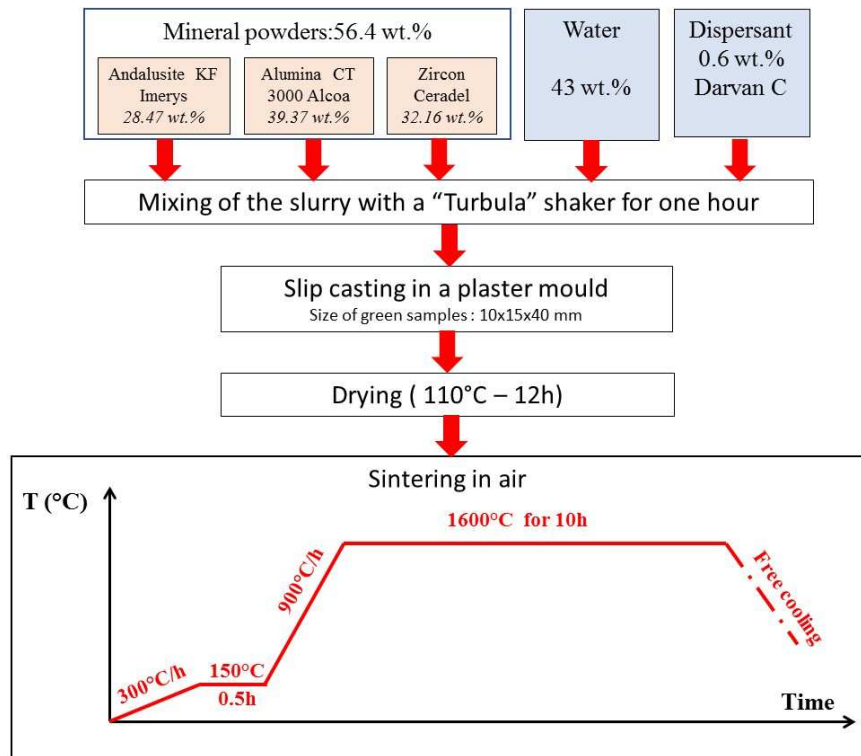 Mineral powders:56.4 wt.%
Andalusite KF
Imerys
28.47 wt.%
Alumina CT
3000 Alcoa
39.37 wt.%
Zircon
Ceradel
32.16 wt.%
Water
43 wt.%
Dispersant
0.6 wt.%
Darvan C
Mixing of the slurry with a “Turbula” shaker for one hour
Slip casting in a plaster mould
Size of green samples : 10x15x40 mm
Drying ( 110°C – 12h)
Sintering in air
T (°C)
300°C/h
150°C
0.5h
900°C/h
1600°C for 10h
Free cooling
Time